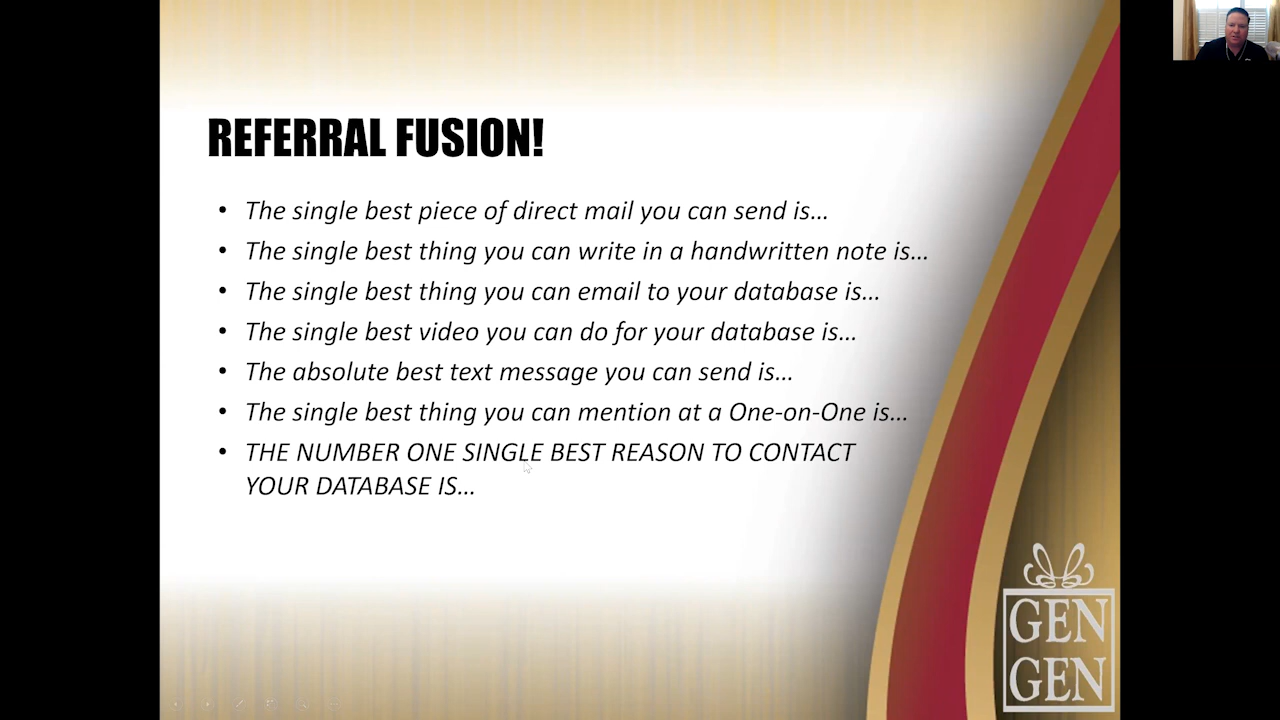 REFERRAL FUSION!
• The single best piece of direct mail you can send is…
• The single best thing you can write in a handwritten note is…
• The single best thing you can email to your database is…
• The single best video you can do for your database is…
• The absolute best text message you can send is…
• The single best thing you can mention at a One-on-One is…
• THE NUMBER ONE SINGLE BEST REASON TO CONTACT
YOUR DATABASE IS…
GEN
GEN